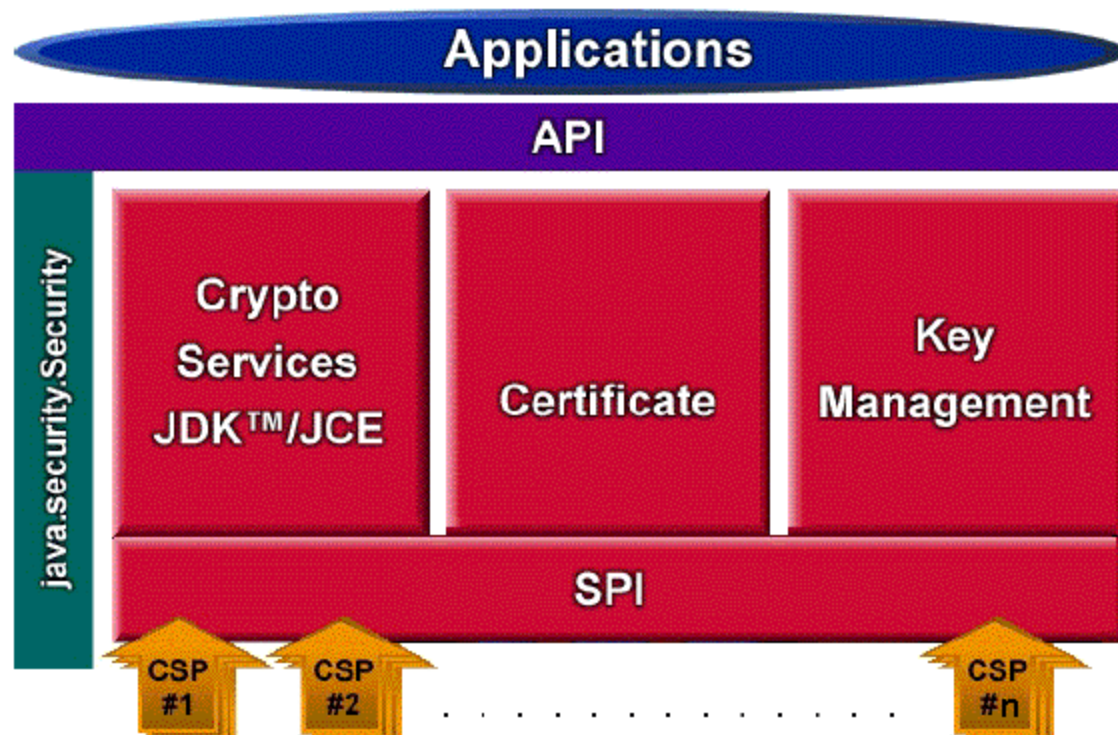 Applications
API
java.security.Security
Crypto
Services
JDK™/JCE
Certificate
Key
Management
SPI
CSP
#1
CSP
#2
. . . . . . . . . . . . .
CSP
#n